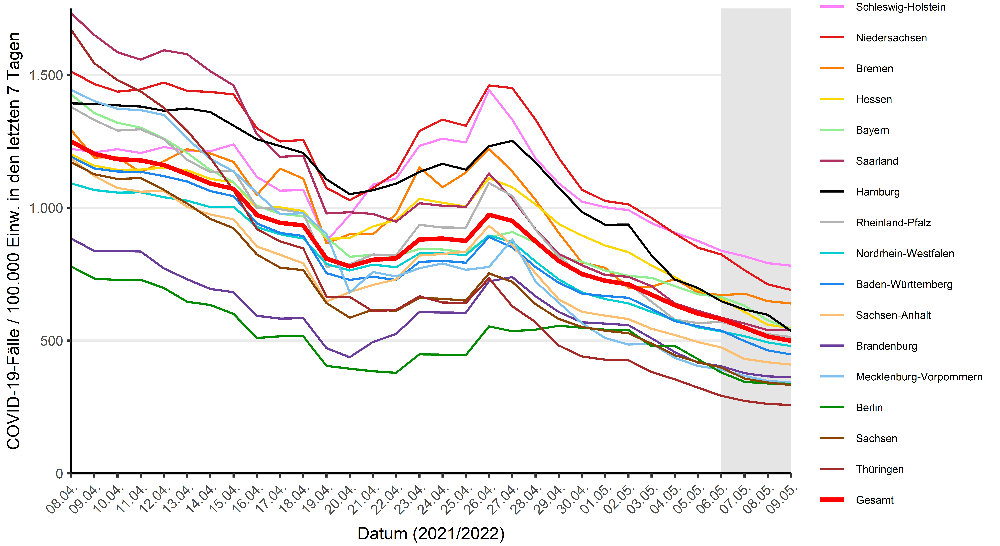 COVID-19-Fälle / 100.000 Einw. in den letzten 7 Tagen
1.500
1.000
500
0
08.04.
09.04.
10.04.
11.04.
12.04.
13.04.
14.04.
15.04.
16.04.
17.04.
18.04.
19.04.
20.04.
21.04.
22.04.
23.04.
24.04.
25.04.
26.04.
27.04.
28.04.
29.04.
30.04.
01.05.
02.05.
03.05.
04.05.
05.05.
06.05.
07.05.
08.05.
09.05.
Datum (2021/2022)
Schleswig-Holstein
Niedersachsen
Bremen
Hessen
Bayern
Saarland
Hamburg
Rheinland-Pfalz
Nordrhein-Westfalen
Baden-Württemberg
Sachsen-Anhalt
Brandenburg
Mecklenburg-Vorpommern
Berlin
Sachsen
Thüringen
Gesamt